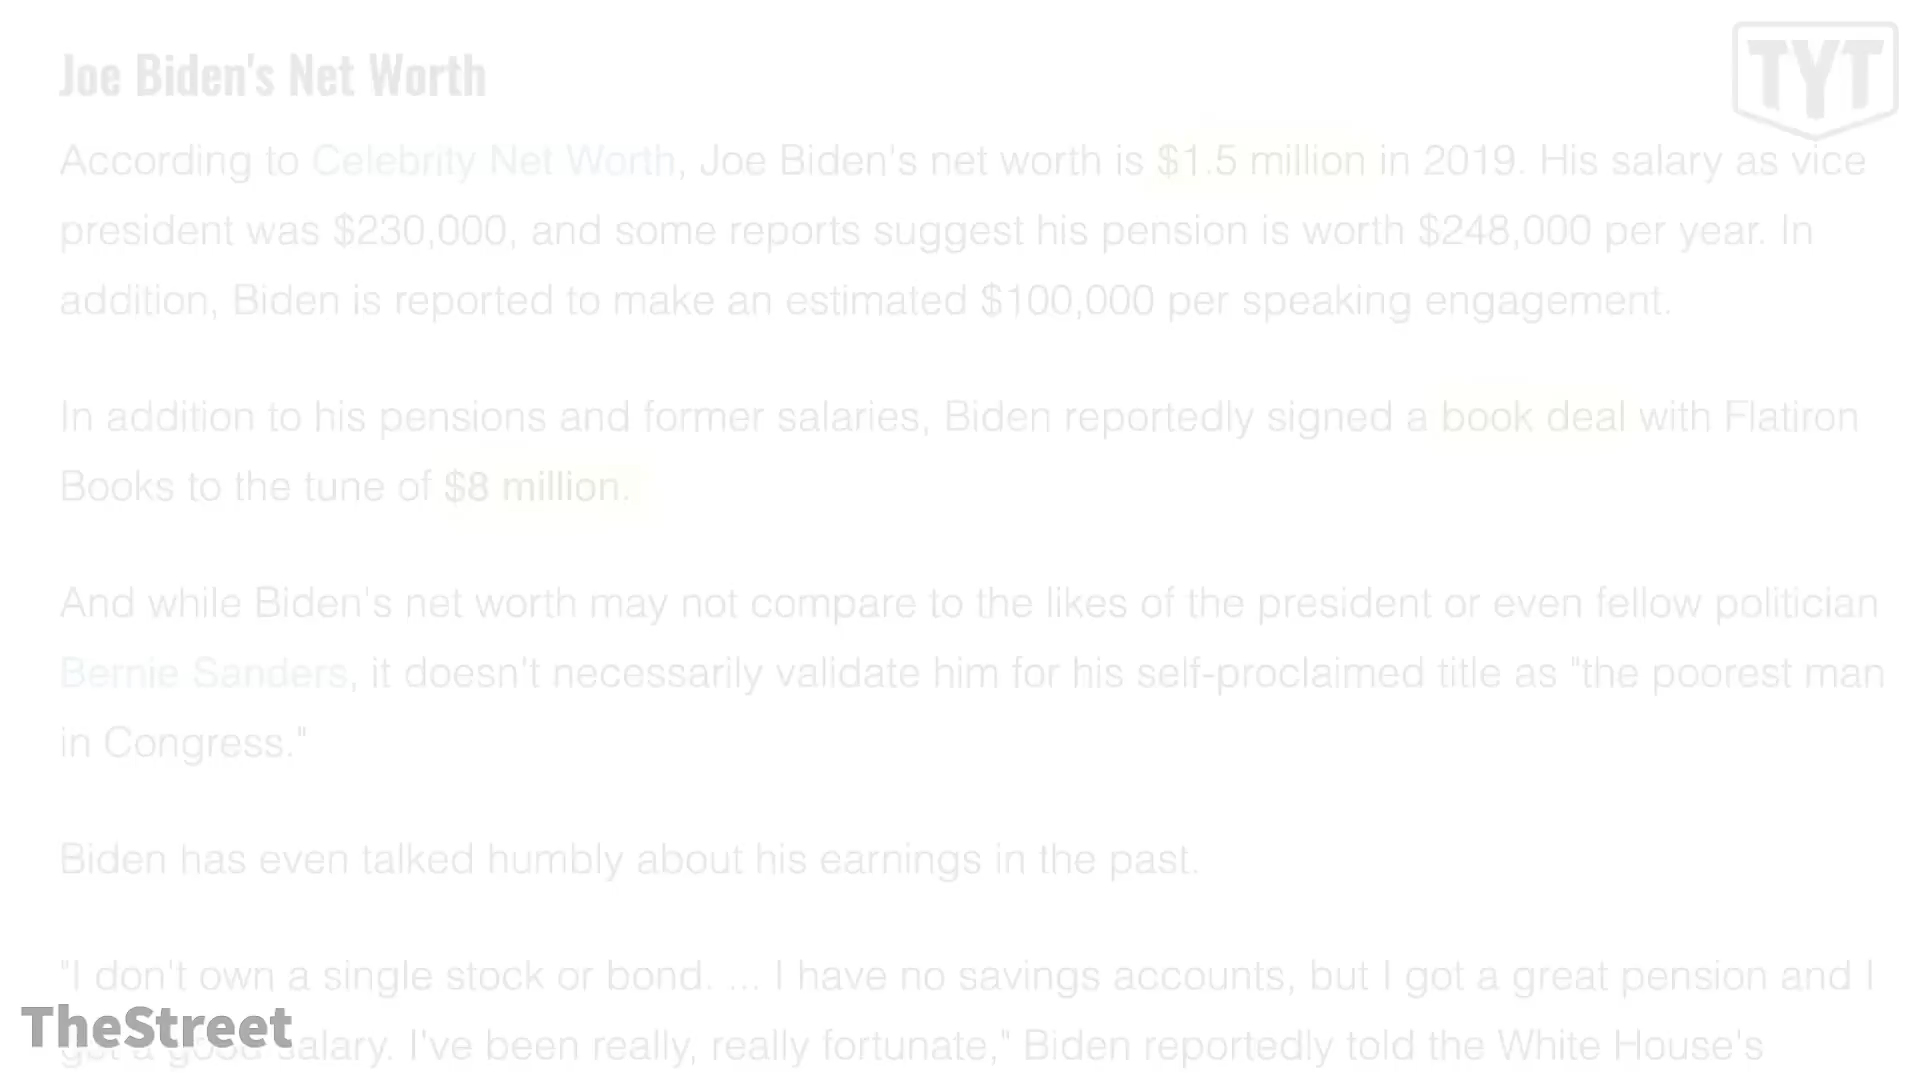 Joe Biden's Net Worth
TYT
According to Celebrity Net Worth, Joe Biden's net worth is $1.5 million in 2019. His salary as vice
president was $230,000, and some reports suggest his pension is worth $248,000 per year. In
addition, Biden is reported to make an estimated $100,000 per speaking engagement.
In addition to his pensions and former salaries, Biden reportedly signed a book deal with Flatiron
Books to the tune of $8 million.
And while Biden's net worth may not compare to the likes of the president or even fellow politician
Bernie Sanders, it doesn't necessarily validate him for his self-proclaimed title as "the poorest man
in Congress."
Biden has even talked humbly about his earnings in the past.
"I don't own a single stock or bond. ... I have no savings accounts, but I got a great pension and I
got a good salary. I've been really, really fortunate," Biden reportedly told the White House's
TheStreet